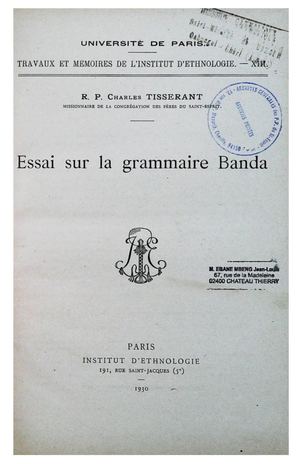 UNIVERSITÉ DE PARIS
TRAVAUX ET MEMOIRES DE L'INSTITUT D'ETHNOLOGIE. — XIII.
R. P. CHARLES TISSERANT
MISSIONNAIRE DE LA CONGRÉGATION DES PÈRES DU SAINT-ESPRIT.
Essai sur la grammaire Banda
M. EBANE MBENG Jean-Louis
67, rue de la Madeleine
02400 CHATEAU THIERRY
PARIS
INSTITUT D'ETHNOLOGIE
191, RUE SAINT-JACQUES (5ᵉ)
1930